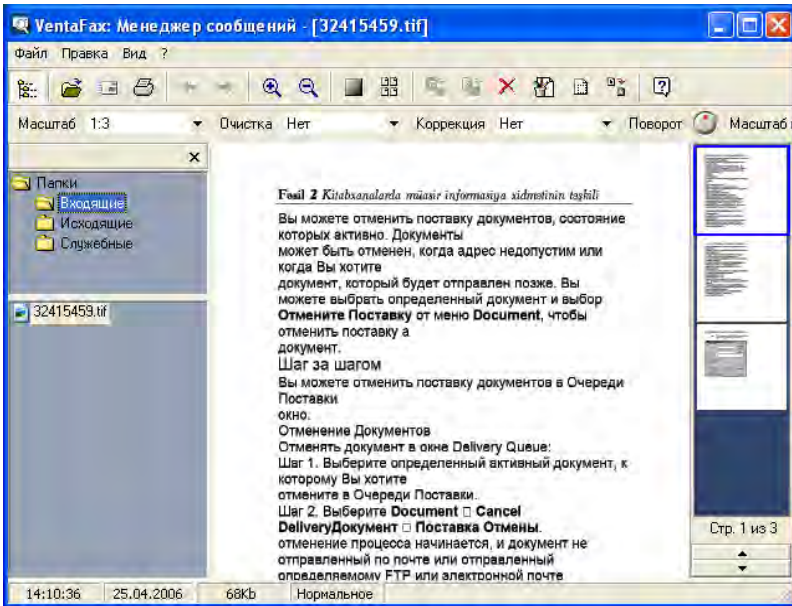 VentaFax: Менеджер сообщений - [32415459.tif]
Файл Правка Вид ?
Масштаб 1:3 Очистка Нет Коррекция Нет Поворот Масштаб
Папки
Входящие
Исходящие
Служебные
32415459.tif
Fəsil 2 Kitabxanalarda müasir informasiya xidmətinin təşkili
Вы можете отменить поставку документов, состояние
которых активно. Документы
может быть отменен, когда адрес недопустим или
когда Вы хотите
документ, который будет отправлен позже. Вы
можете выбрать определенный документ и выбор
Отмените Поставку от меню Document, чтобы
отменить поставку а
документ.
Шаг за шагом
Вы можете отменить поставку документов в Очереди
Поставки
окно.
Отменение Документов
Отменять документ в окне Delivery Queue:
Шаг 1. Выберите определенный активный документ, к
которому Вы хотите
отмените в Очереди Поставки.
Шаг 2. Выберите Document □ Cancel
DeliveryДокумент □ Поставка Отмены.
отменение процесса начинается, и документ не
отправленный по почте или отправленный
определяемому FTP или электронной почте
Стр. 1 из 3
14:10:36 25.04.2006 68Kb Нормальное